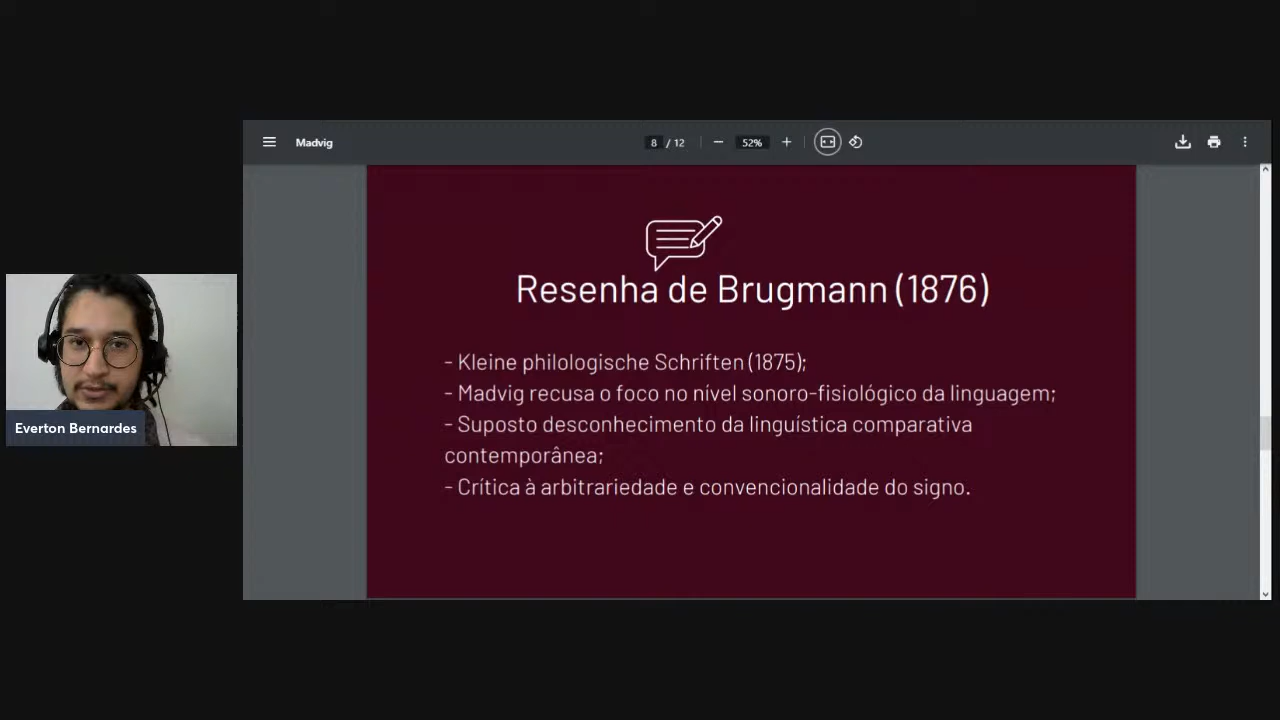 Madvig
8 / 12
52%
Resenha de Brugmann (1876)
- Kleine philologische Schriften (1875);
- Madvig recusa o foco no nível sonoro-fisiológico da linguagem;
- Suposto desconhecimento da linguística comparativa
contemporânea;
- Crítica à arbitrariedade e convencionalidade do signo.
Everton Bernardes